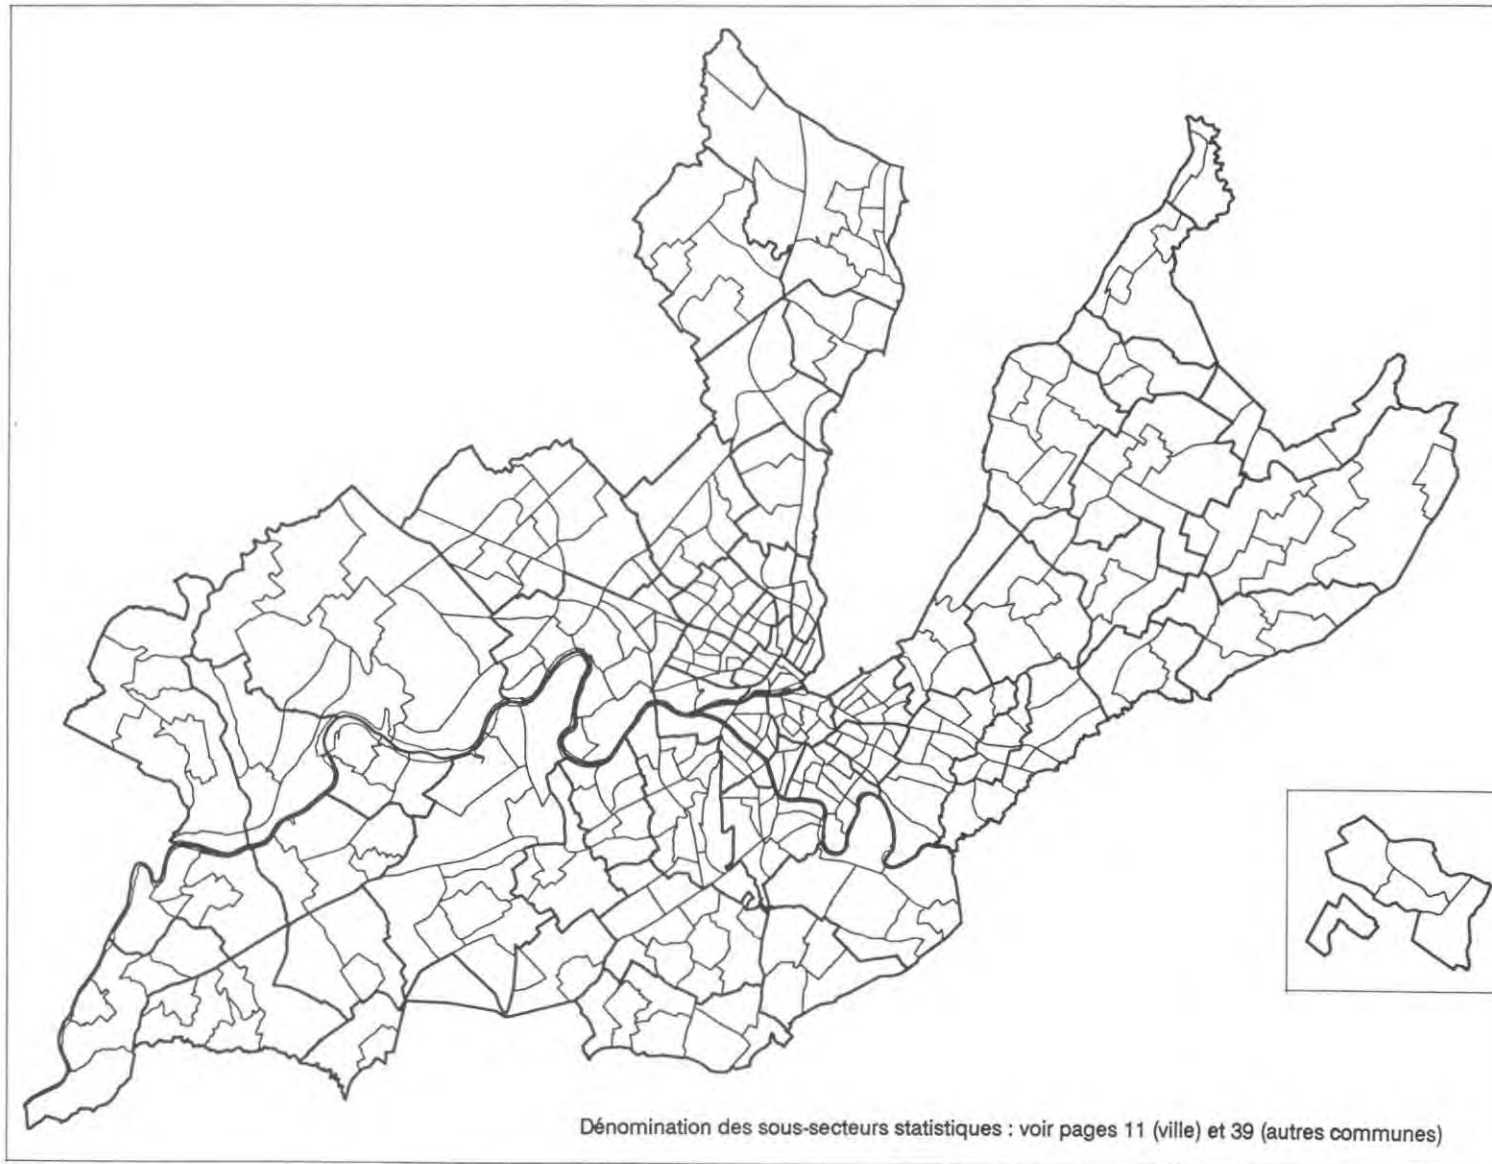 Dénomination des sous-secteurs statistiques : voir pages 11 (ville) et 39 (autres communes)